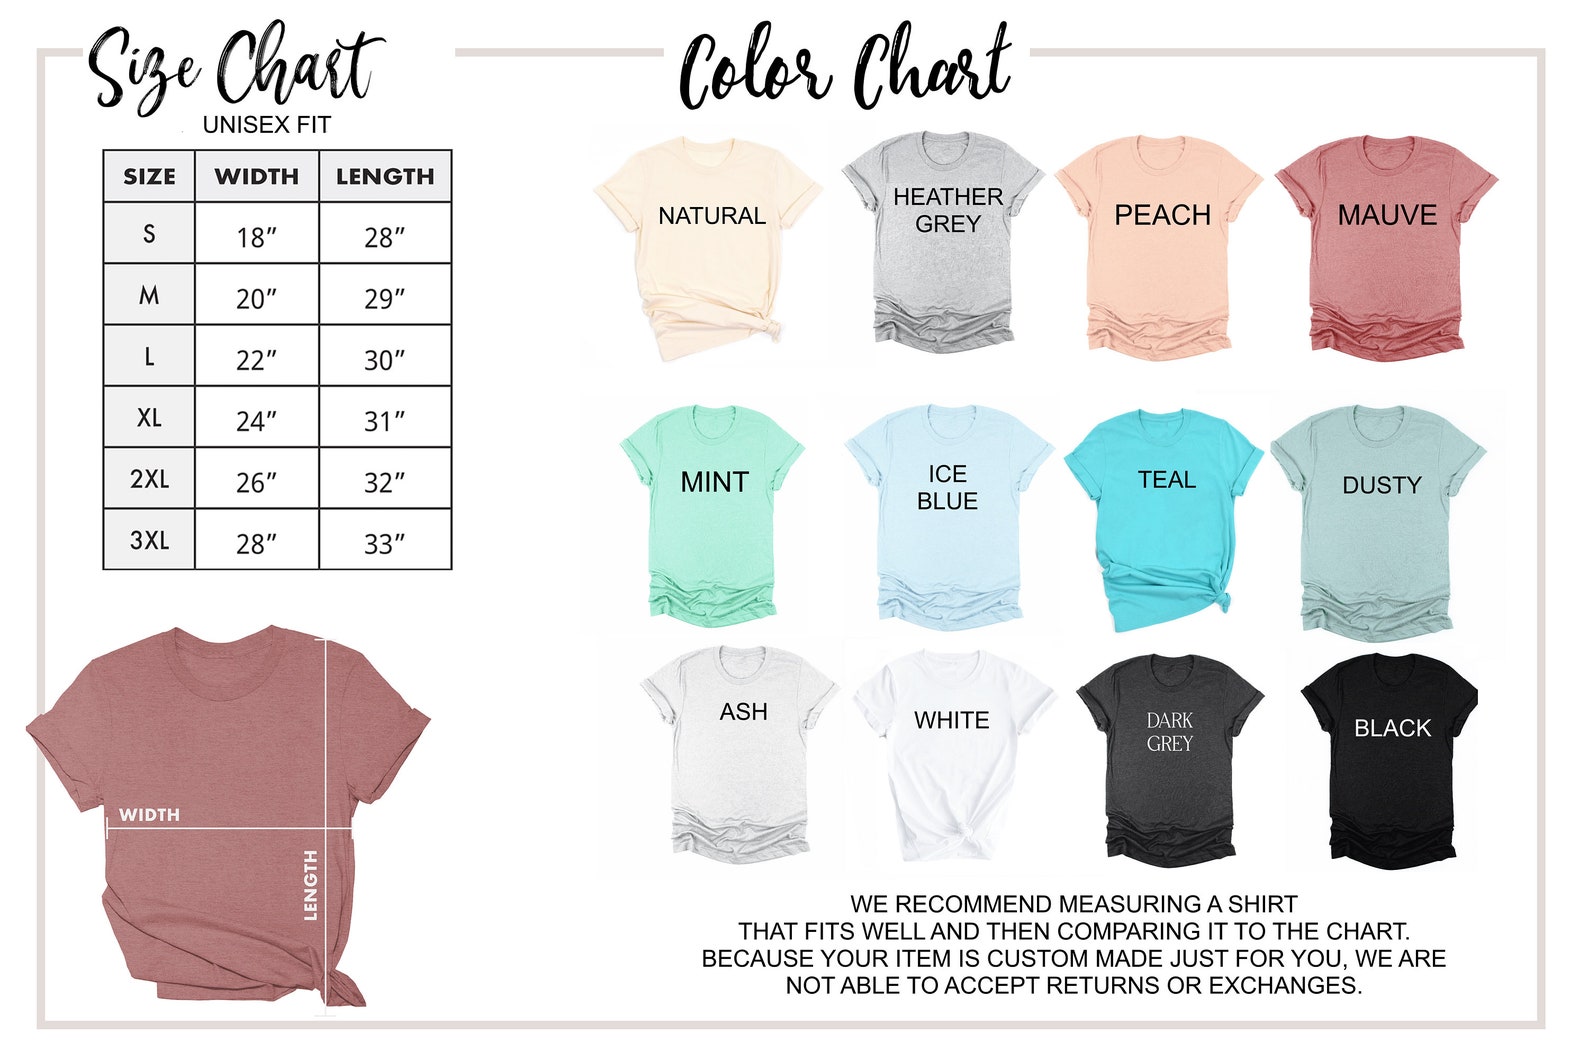 Size Chart
UNISEX FIT
SIZE WIDTH LENGTH
S 18” 28”
M 20” 29”
L 22” 30”
XL 24” 31”
2XL 26” 32”
3XL 28” 33”
WIDTH
LENGTH
Color Chart
NATURAL
HEATHER
GREY
PEACH
MAUVE
MINT
ICE
BLUE
TEAL
DUSTY
ASH
WHITE
DARK
GREY
BLACK
WE RECOMMEND MEASURING A SHIRT
THAT FITS WELL AND THEN COMPARING IT TO THE CHART.
BECAUSE YOUR ITEM IS CUSTOM MADE JUST FOR YOU, WE ARE
NOT ABLE TO ACCEPT RETURNS OR EXCHANGES.